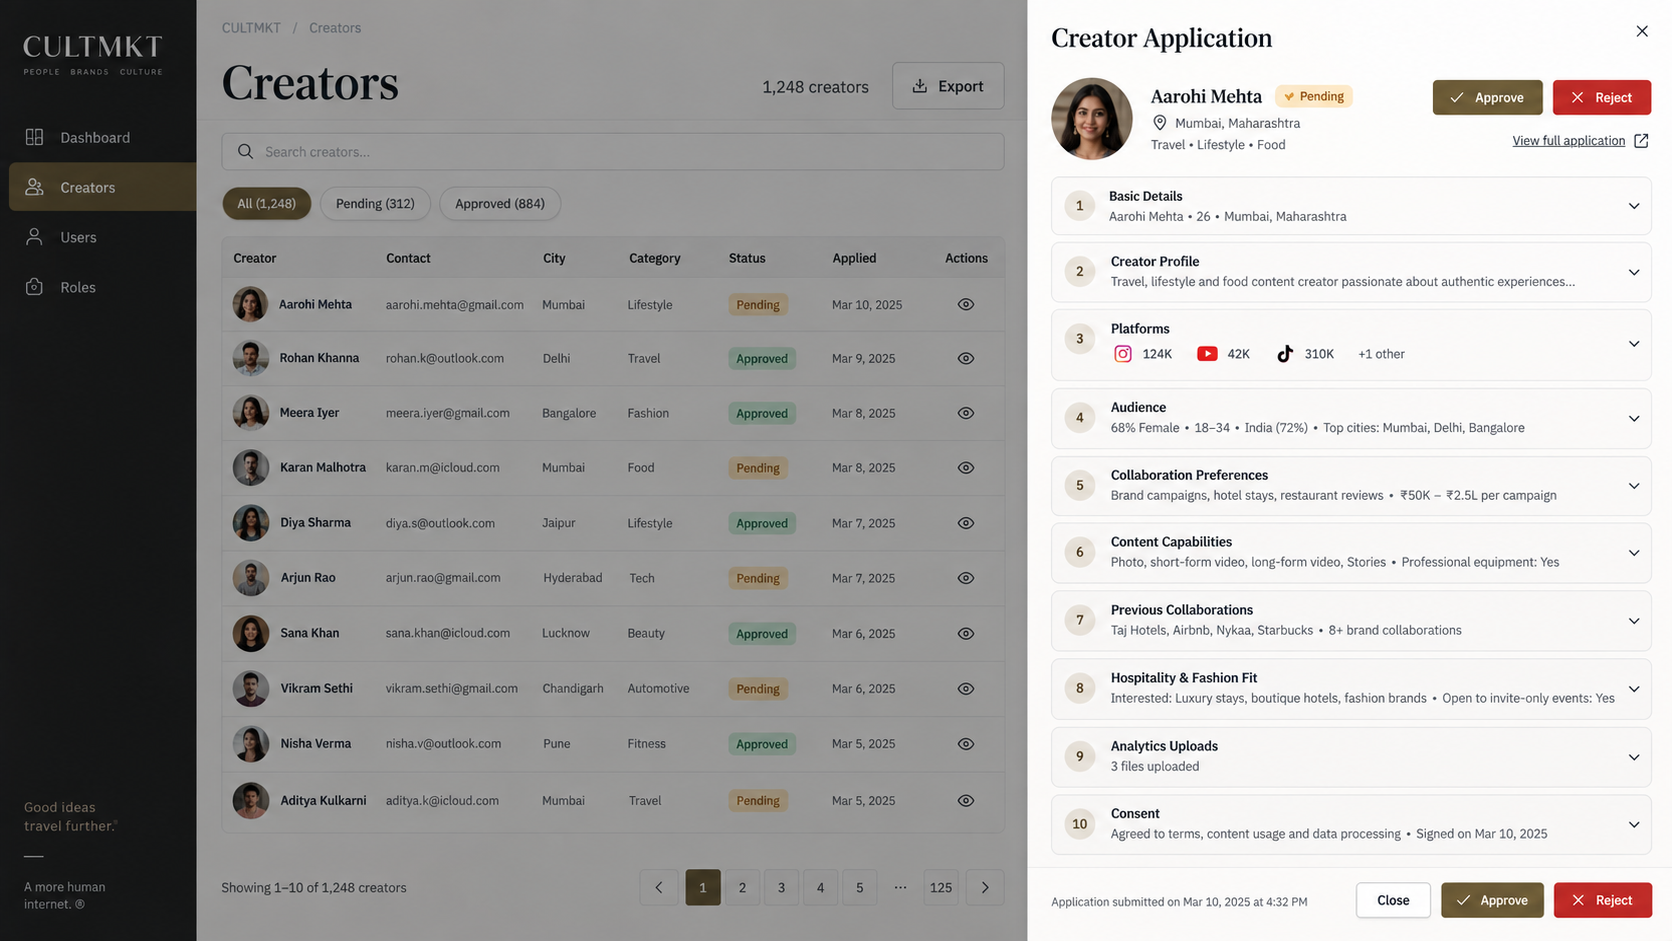 CULTMKT
PEOPLE BRANDS CULTURE
Dashboard
Creators
Users
Roles
Good ideas
travel further.®
A more human
internet. ®
CULTMKT / Creators
Creators
1,248 creators
Export
Search creators...
All (1,248)
Pending (312)
Approved (884)
Creator Contact City Category Status Applied Actions
Aarohi Mehta aarohi.mehta@gmail.com Mumbai Lifestyle Pending Mar 10, 2025
Rohan Khanna rohan.k@outlook.com Delhi Travel Approved Mar 9, 2025
Meera Iyer meera.iyer@gmail.com Bangalore Fashion Approved Mar 8, 2025
Karan Malhotra karan.m@icloud.com Mumbai Food Pending Mar 8, 2025
Diya Sharma diya.s@outlook.com Jaipur Lifestyle Approved Mar 7, 2025
Arjun Rao arjun.rao@gmail.com Hyderabad Tech Pending Mar 7, 2025
Sana Khan sana.khan@icloud.com Lucknow Beauty Approved Mar 6, 2025
Vikram Sethi vikram.sethi@gmail.com Chandigarh Automotive Pending Mar 6, 2025
Nisha Verma nisha.v@outlook.com Pune Fitness Approved Mar 5, 2025
Aditya Kulkarni aditya.k@icloud.com Mumbai Travel Pending Mar 5, 2025
Showing 1–10 of 1,248 creators
1 2 3 4 5 ... 125
Creator Application
Aarohi Mehta Pending
Mumbai, Maharashtra
Travel • Lifestyle • Food
Approve
Reject
View full application
1 Basic Details
Aarohi Mehta • 26 • Mumbai, Maharashtra
2 Creator Profile
Travel, lifestyle and food content creator passionate about authentic experiences...
3 Platforms
124K 42K 310K +1 other
4 Audience
68% Female • 18–34 • India (72%) • Top cities: Mumbai, Delhi, Bangalore
5 Collaboration Preferences
Brand campaigns, hotel stays, restaurant reviews • ₹50K – ₹2.5L per campaign
6 Content Capabilities
Photo, short-form video, long-form video, Stories • Professional equipment: Yes
7 Previous Collaborations
Taj Hotels, Airbnb, Nykaa, Starbucks • 8+ brand collaborations
8 Hospitality & Fashion Fit
Interested: Luxury stays, boutique hotels, fashion brands • Open to invite-only events: Yes
9 Analytics Uploads
3 files uploaded
10 Consent
Agreed to terms, content usage and data processing • Signed on Mar 10, 2025
Application submitted on Mar 10, 2025 at 4:32 PM
Close
Approve
Reject